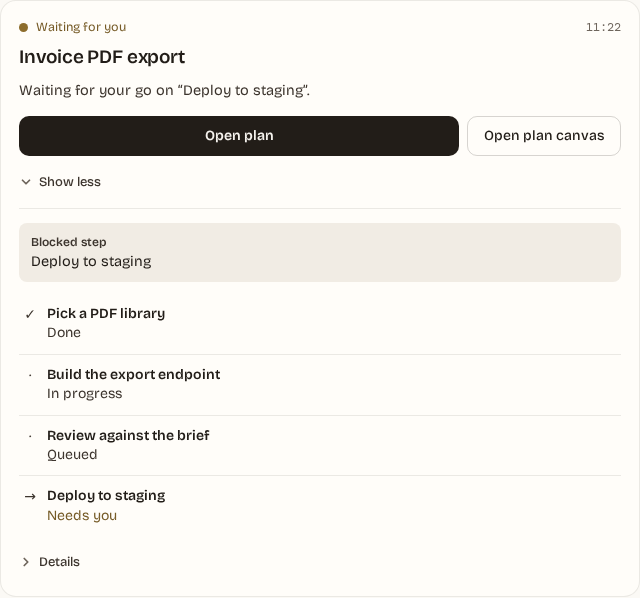 Waiting for you
11:22
Invoice PDF export
Waiting for your go on “Deploy to staging”.
Open plan
Open plan canvas
Show less
Blocked step
Deploy to staging
✓ Pick a PDF library
Done
· Build the export endpoint
In progress
· Review against the brief
Queued
→ Deploy to staging
Needs you
Details